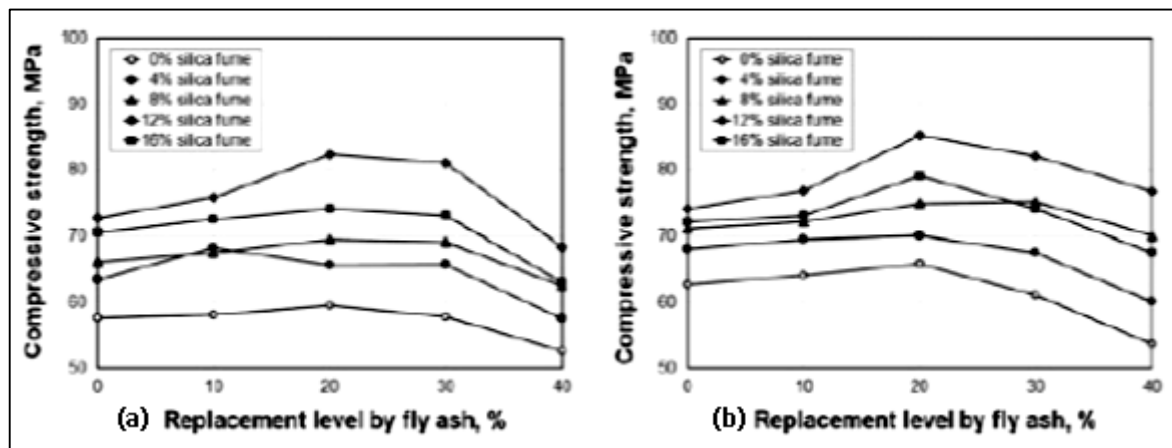 100
90
80
70
60
50
Compressive strength, MPa
0% silica fume
4% silica fume
8% silica fume
12% silica fume
16% silica fume
0
10
20
30
40
(a) Replacement level by fly ash, %
100
90
80
70
60
50
Compressive strength, MPa
0% silica fume
4% silica fume
8% silica fume
12% silica fume
16% silica fume
0
10
20
30
40
(b) Replacement level by fly ash, %